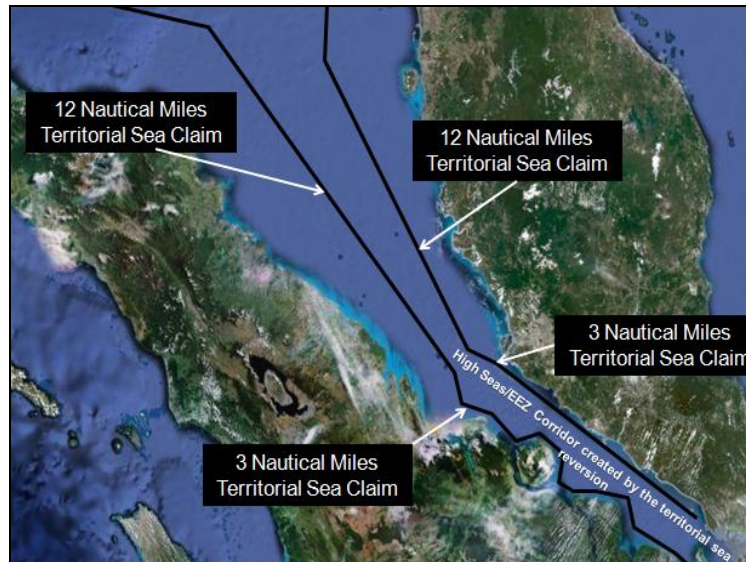 12 Nautical Miles
Territorial Sea Claim
12 Nautical Miles
Territorial Sea Claim
3 Nautical Miles
Territorial Sea Claim
High Seas/EEZ Corridor created by the territorial sea
reversion
3 Nautical Miles
Territorial Sea Claim